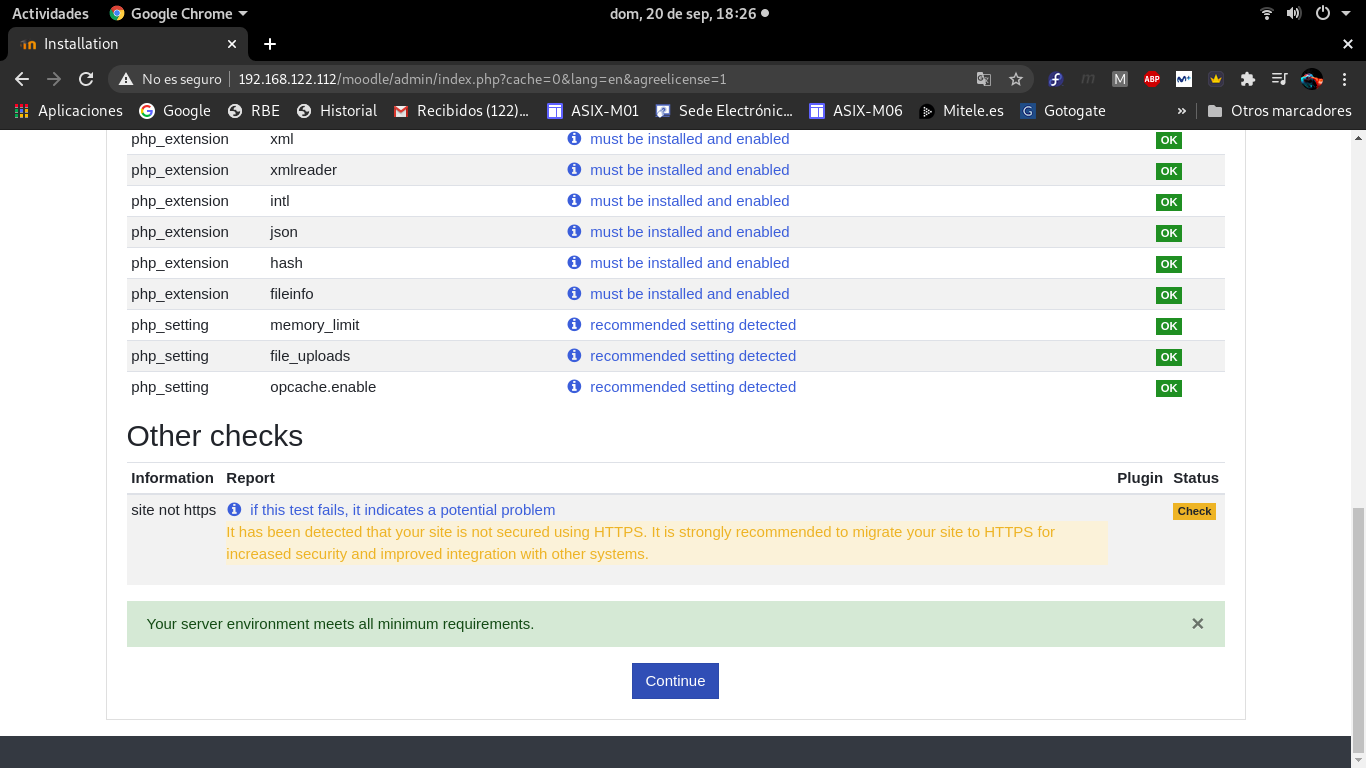 Actividades Google Chrome dom, 20 de sep, 18:26
Installation
No es seguro 192.168.122.112/moodle/admin/index.php?cache=0&lang=en&agreelicense=1 M ABP
Aplicaciones Google RBE Historial Recibidos (122)... ASIX-M01 Sede Electrónic... ASIX-M06 Mitele.es G Gotogate » Otros marcadores
php_extension xml must be installed and enabled OK
php_extension xmlreader must be installed and enabled OK
php_extension intl must be installed and enabled OK
php_extension json must be installed and enabled OK
php_extension hash must be installed and enabled OK
php_extension fileinfo must be installed and enabled OK
php_setting memory_limit recommended setting detected OK
php_setting file_uploads recommended setting detected OK
php_setting opcache.enable recommended setting detected OK
Other checks
Information Report Plugin Status
site not https if this test fails, it indicates a potential problem Check
It has been detected that your site is not secured using HTTPS. It is strongly recommended to migrate your site to HTTPS for
increased security and improved integration with other systems.
Your server environment meets all minimum requirements. ×
Continue